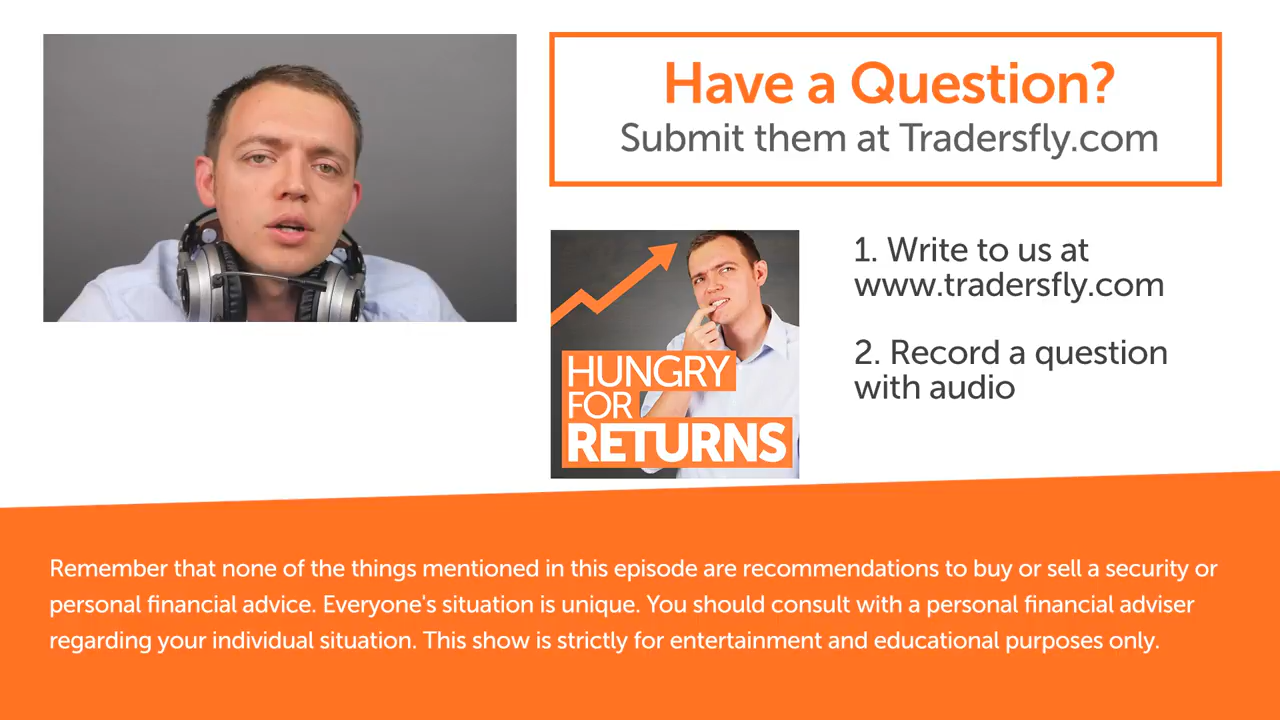 Have a Question?
Submit them at Tradersfly.com
HUNGRY
FOR
RETURNS
1. Write to us at
www.tradersfly.com
2. Record a question
with audio
Remember that none of the things mentioned in this episode are recommendations to buy or sell a security or
personal financial advice. Everyone's situation is unique. You should consult with a personal financial adviser
regarding your individual situation. This show is strictly for entertainment and educational purposes only.